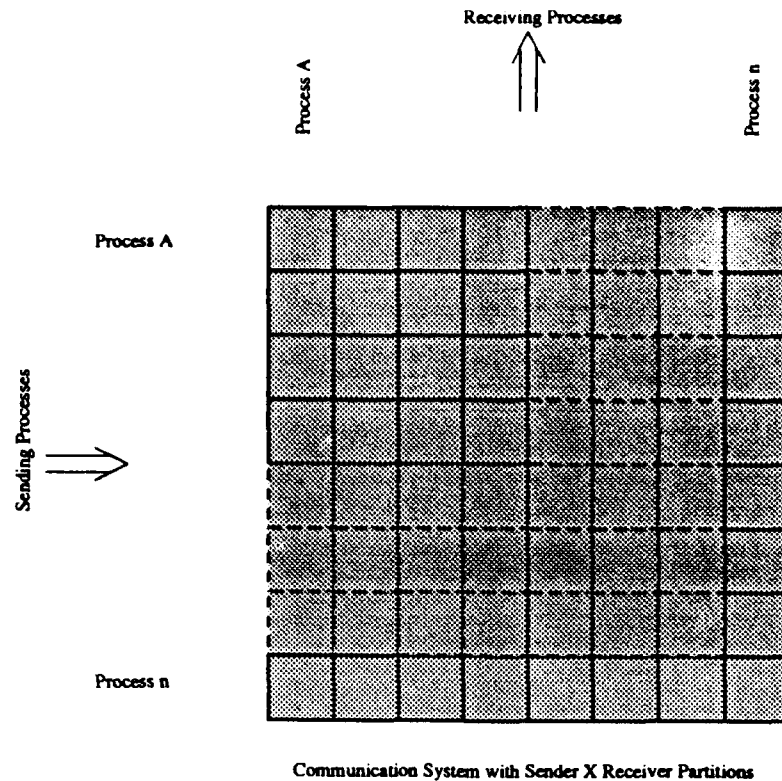 Receiving Processes
Process A
Process n
Process A
Sending Processes
Process n
Communication System with Sender X Receiver Partitions